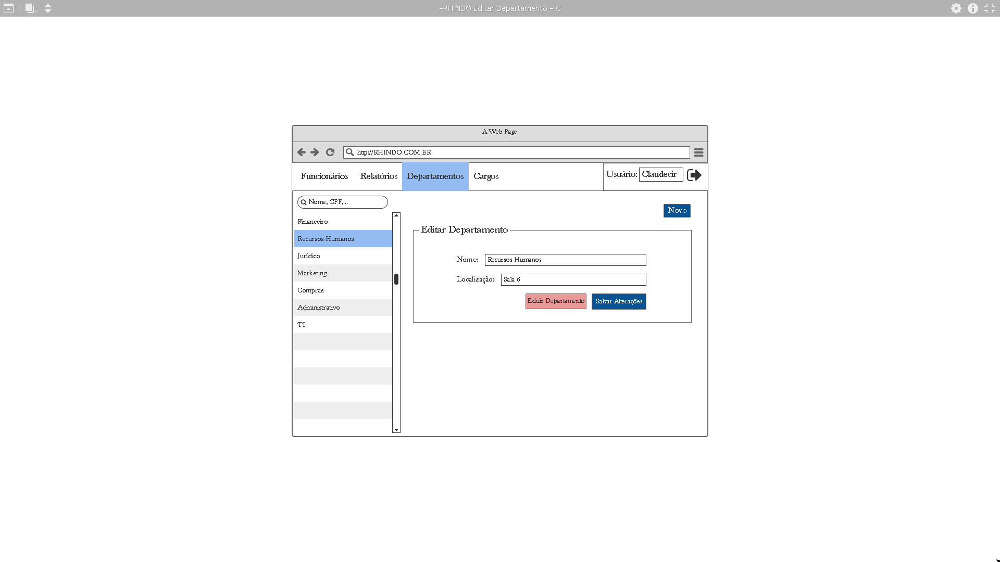 -RHINDO Editar Departamento - G
A Web Page
http://RHINDO.COM.BR
Funcionários Relatórios Departamentos Cargos Usuário: Claudecir
Nome, CPF,...
Novo
Financeiro
Recursos Humanos
Jurídico
Marketing
Compras
Administrativo
TI
Editar Departamento
Nome: Recursos Humanos
Localização: Sala 6
Exluir Departamento Salvar Alterações